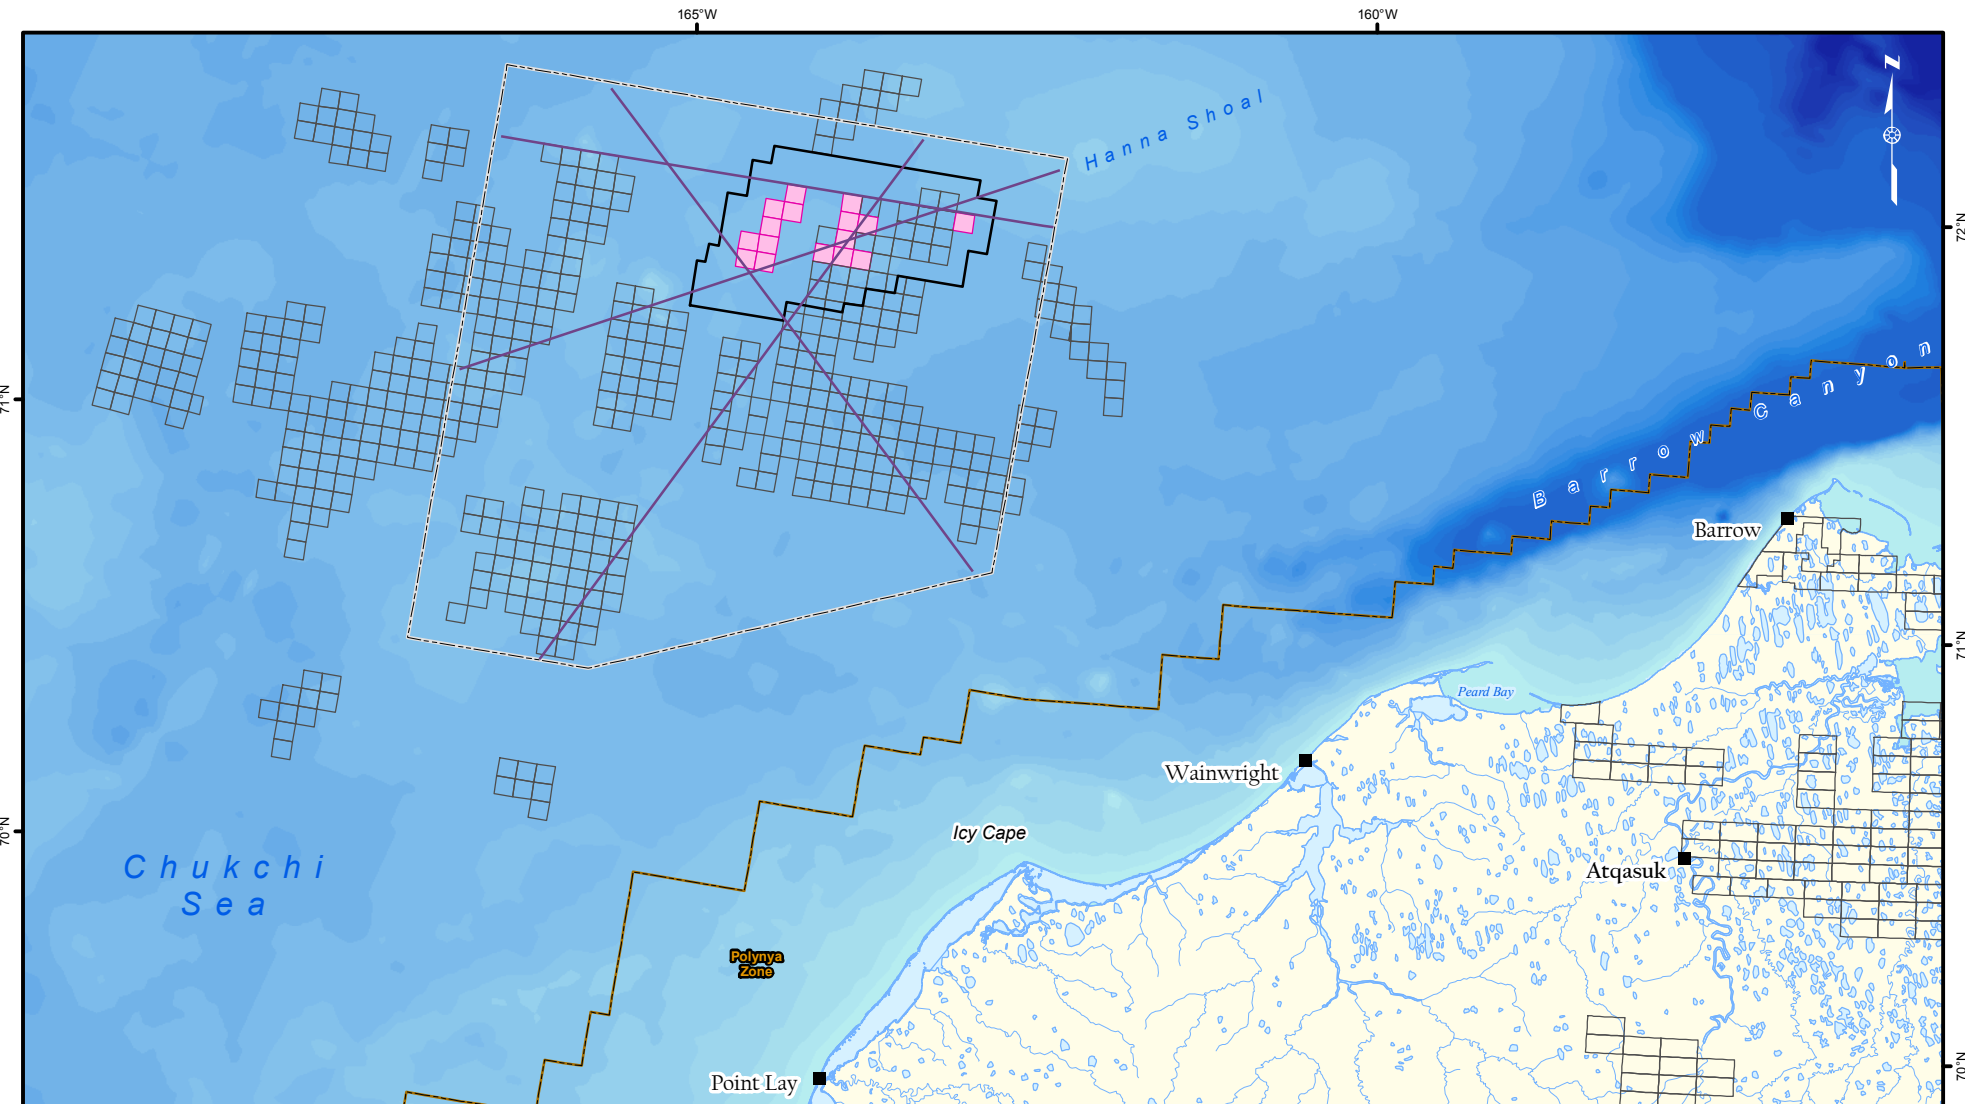 165°W
160°W
N
Hanna Shoal
72°N
71°N
Barrow Canyon
Barrow
71°N
Peard Bay
Wainwright
Icy Cape
70°N
Chukchi
Sea
Atqasuk
Polynya
Zone
Point Lay
70°N